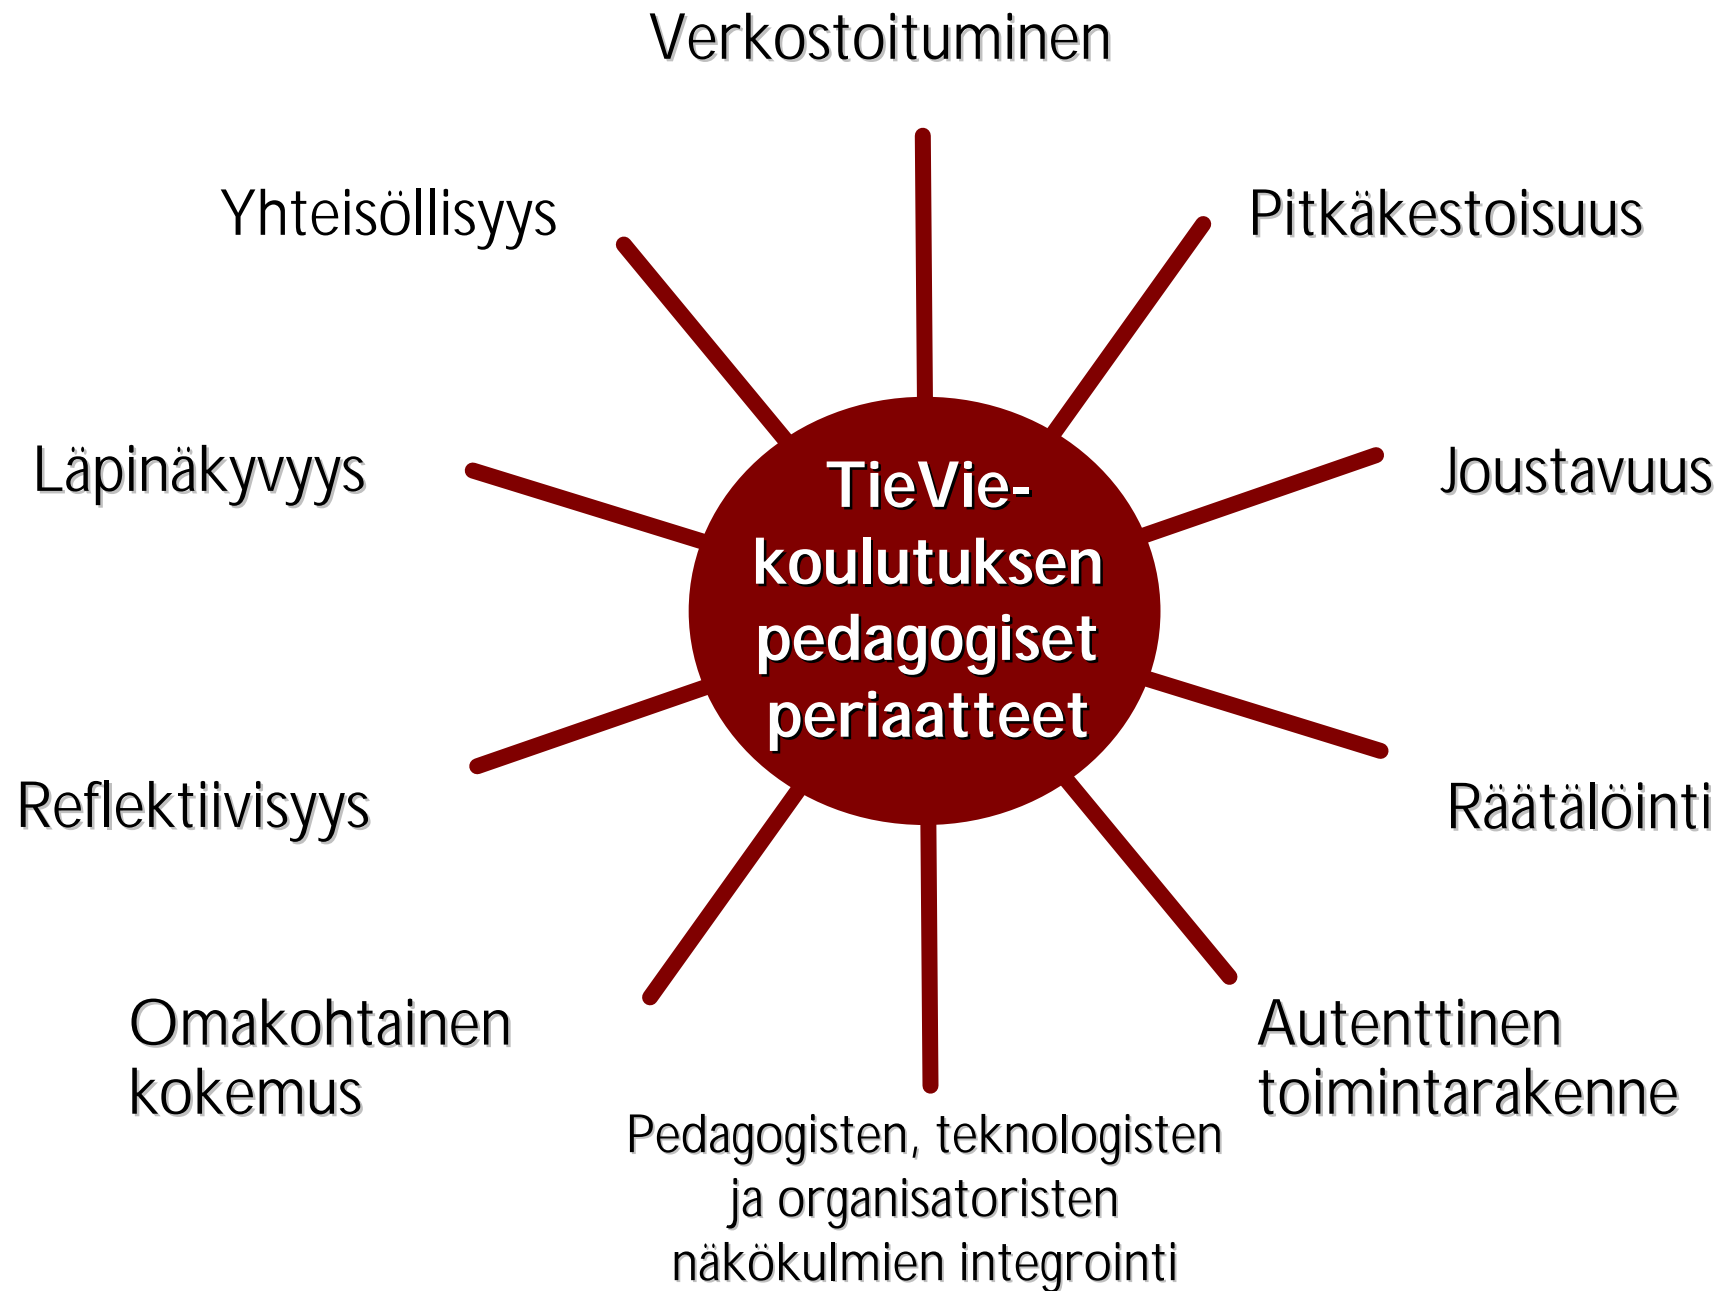 Verkostoituminen
Yhteisöllisyys
Pitkäkestoisuus
Läpinäkyvyys
Joustavuus
TieVie-
koulutuksen
pedagogiset
periaatteet
Reflektiivisyys
Räätälöinti
Omakohtainen
kokemus
Autenttinen
toimintarakenne
Pedagogisten, teknologisten
ja organisatoristen
näkökulmien integrointi